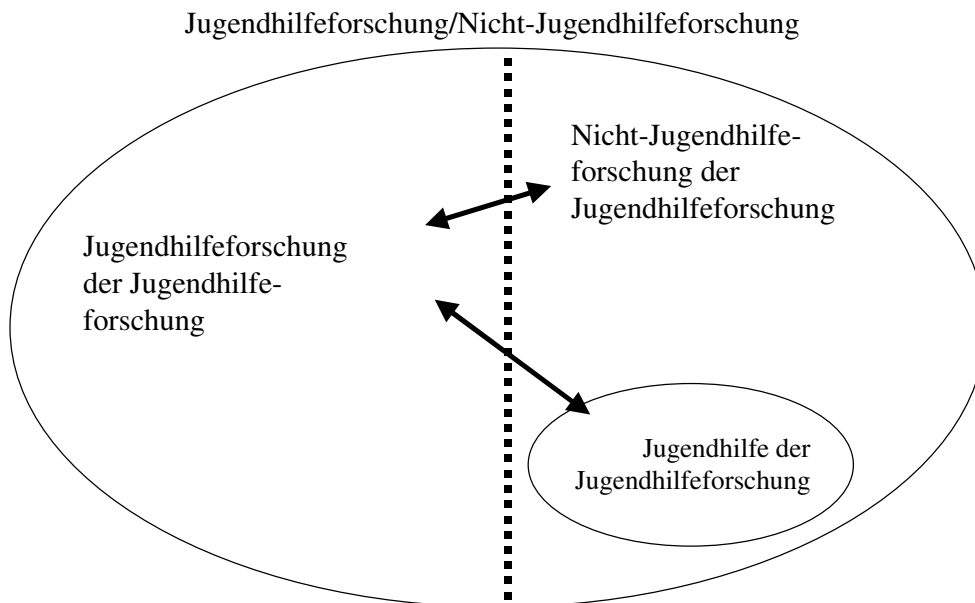 Jugendhilfeforschung/Nicht-Jugendhilfeforschung
Nicht-Jugendhilfe-
forschung der
Jugendhilfeforschung
Jugendhilfeforschung
der Jugendhilfe-
forschung
Jugendhilfe der
Jugendhilfeforschung